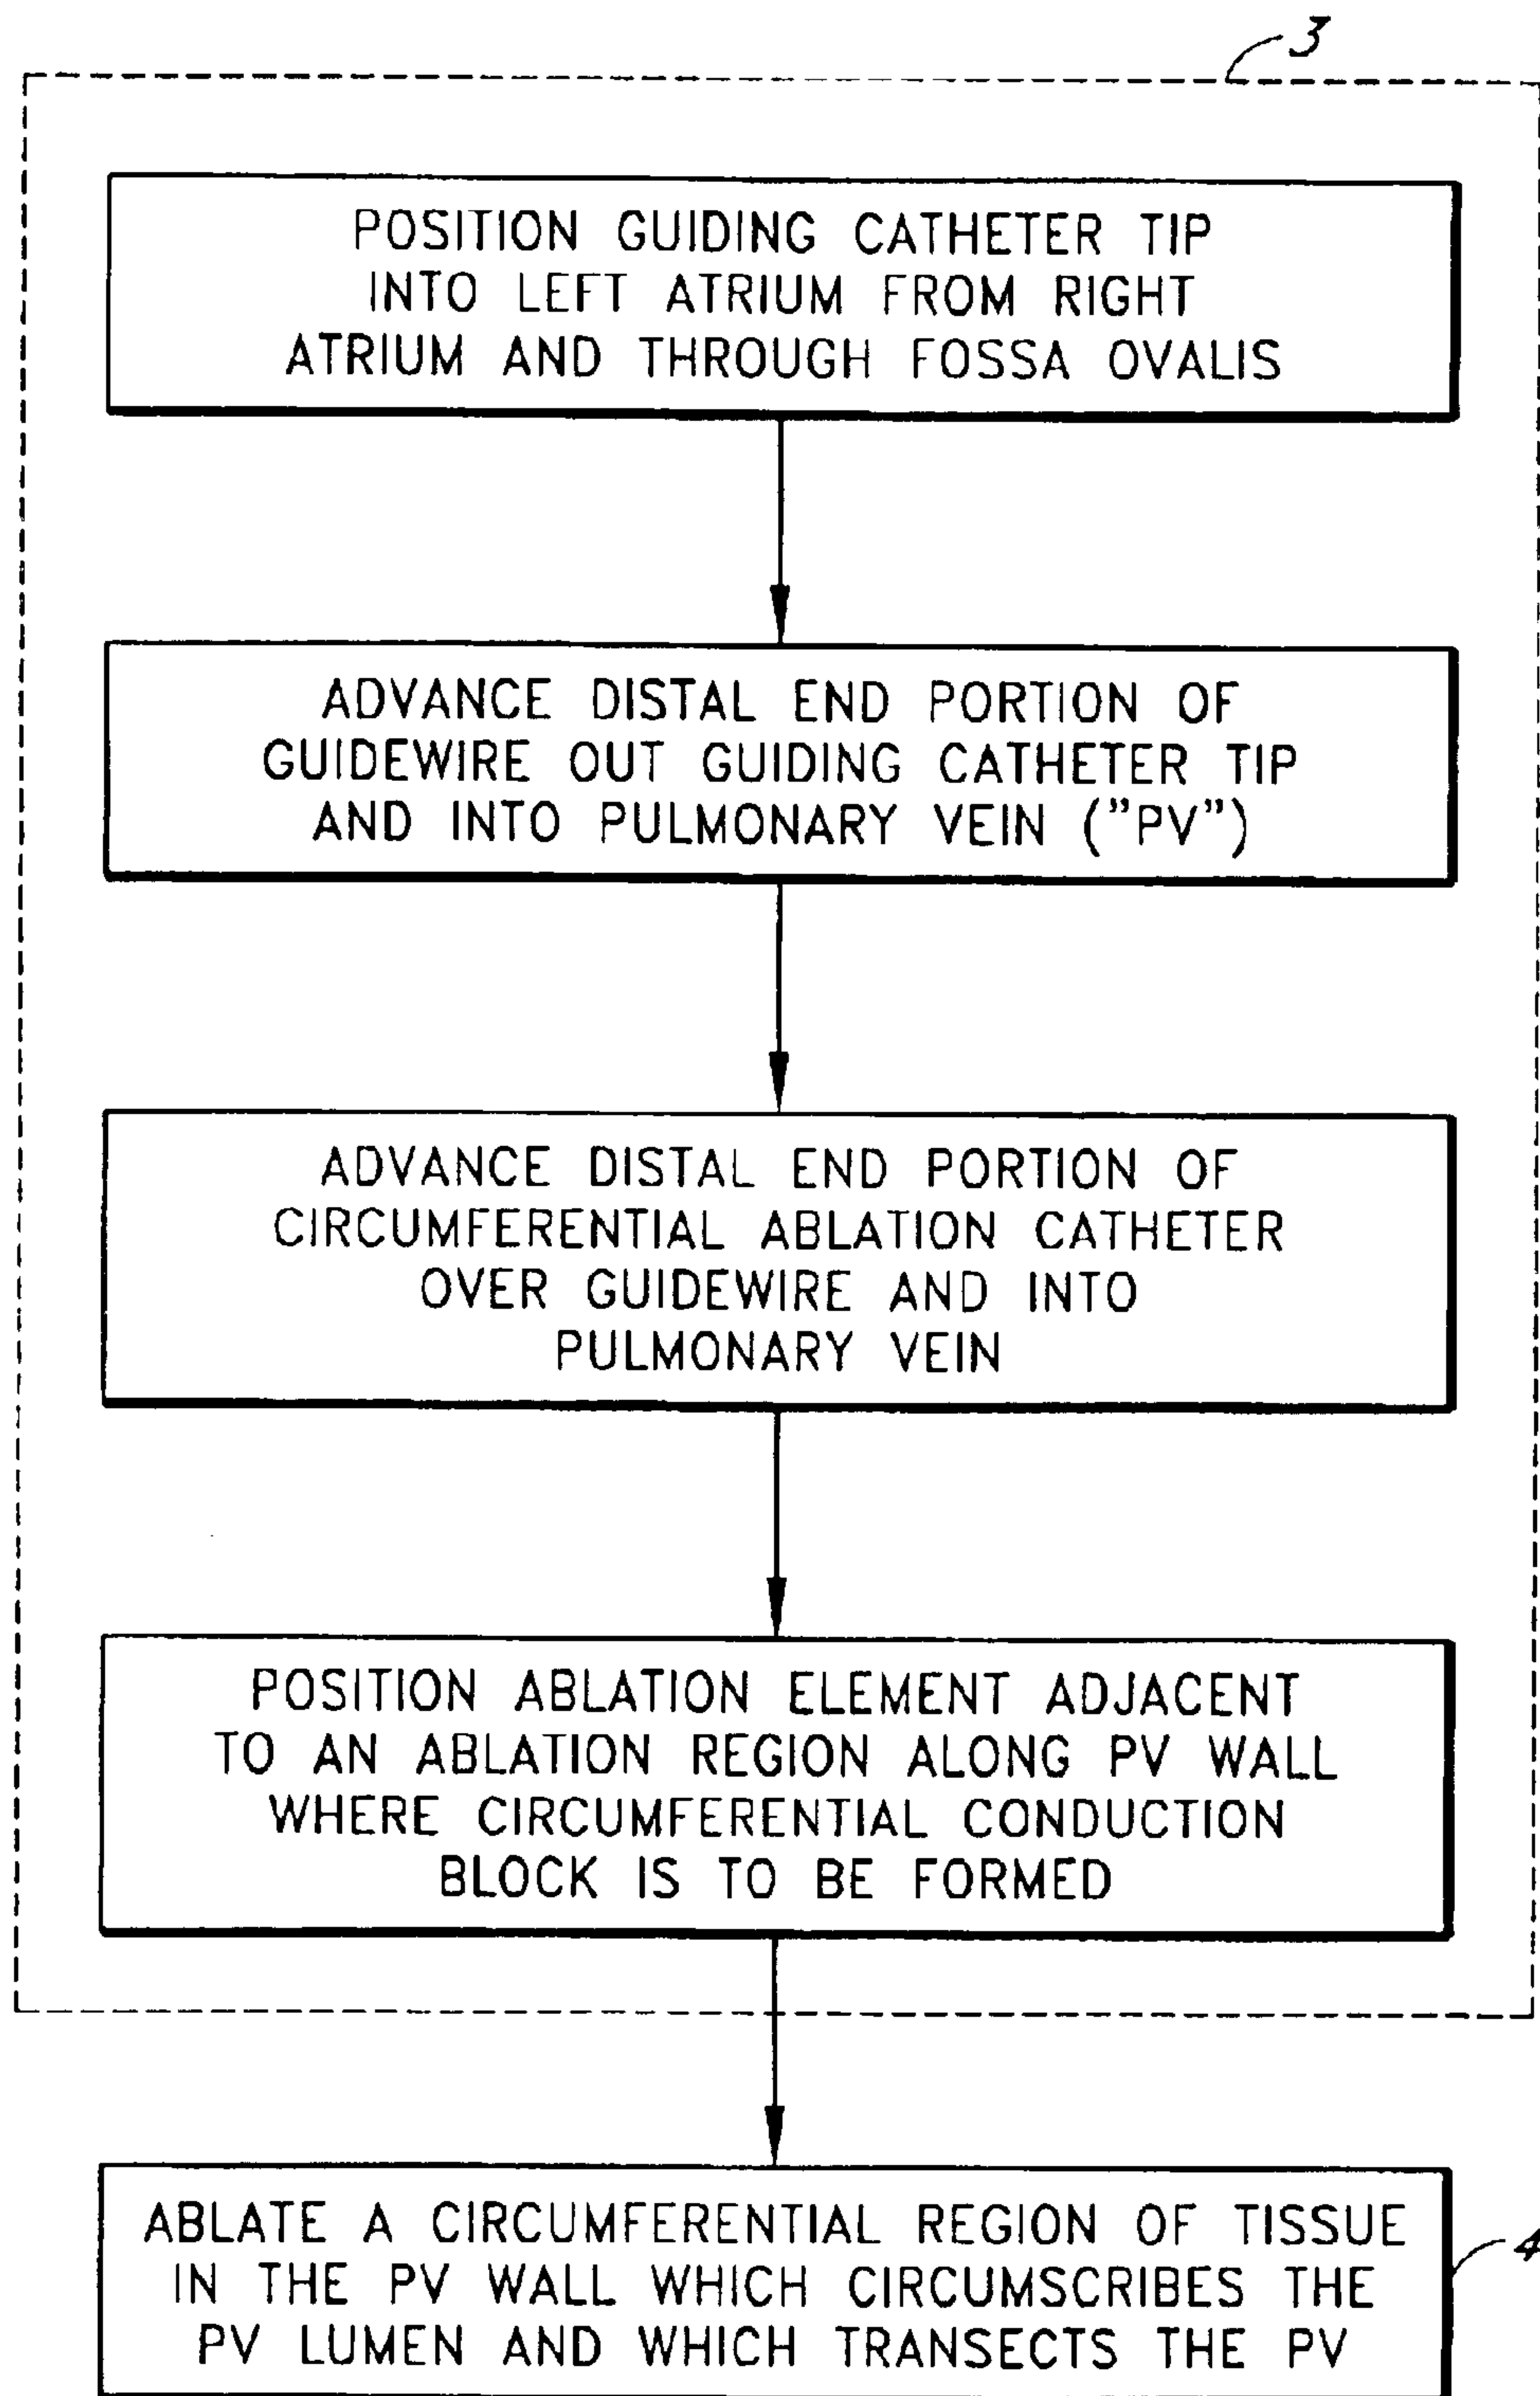 3
POSITION GUIDING CATHETER TIP
INTO LEFT ATRIUM FROM RIGHT
ATRIUM AND THROUGH FOSSA OVALIS
ADVANCE DISTAL END PORTION OF
GUIDEWIRE OUT GUIDING CATHETER TIP
AND INTO PULMONARY VEIN ("PV")
ADVANCE DISTAL END PORTION OF
CIRCUMFERENTIAL ABLATION CATHETER
OVER GUIDEWIRE AND INTO
PULMONARY VEIN
POSITION ABLATION ELEMENT ADJACENT
TO AN ABLATION REGION ALONG PV WALL
WHERE CIRCUMFERENTIAL CONDUCTION
BLOCK IS TO BE FORMED
ABLATE A CIRCUMFERENTIAL REGION OF TISSUE
IN THE PV WALL WHICH CIRCUMSCRIBES THE
PV LUMEN AND WHICH TRANSECTS THE PV
4